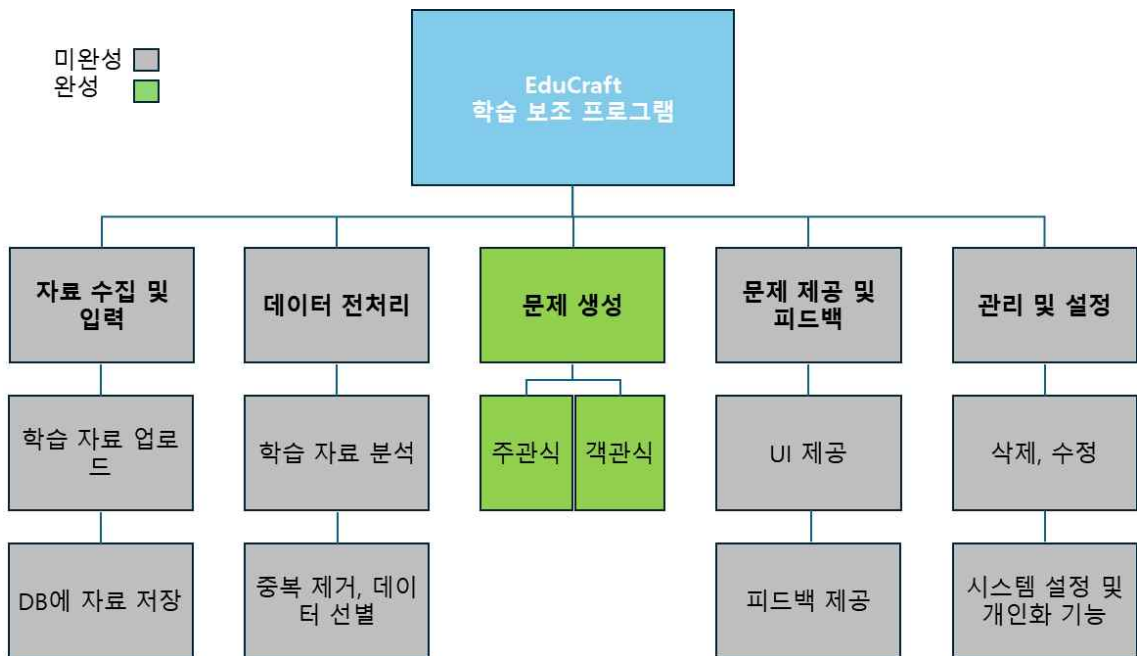 미완성
완성
EduCraft
학습 보조 프로그램
자료 수집 및
입력
데이터 전처리
문제 생성
문제 제공 및
피드백
관리 및 설정
학습 자료 업로
드
학습 자료 분석
주관식
객관식
UI 제공
삭제, 수정
DB에 자료 저장
중복 제거, 데이
터 선별
피드백 제공
시스템 설정 및
개인화 기능